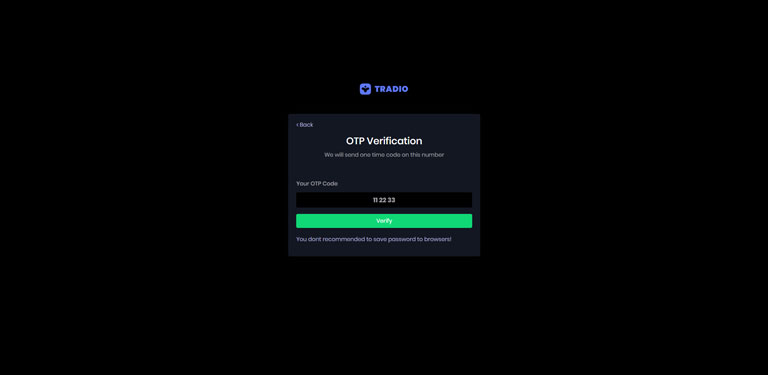 TRADIO
‹ Back
OTP Verification
We will send one time code on this number
Your OTP Code
11 22 33
Verify
You dont recommended to save password to browsers!